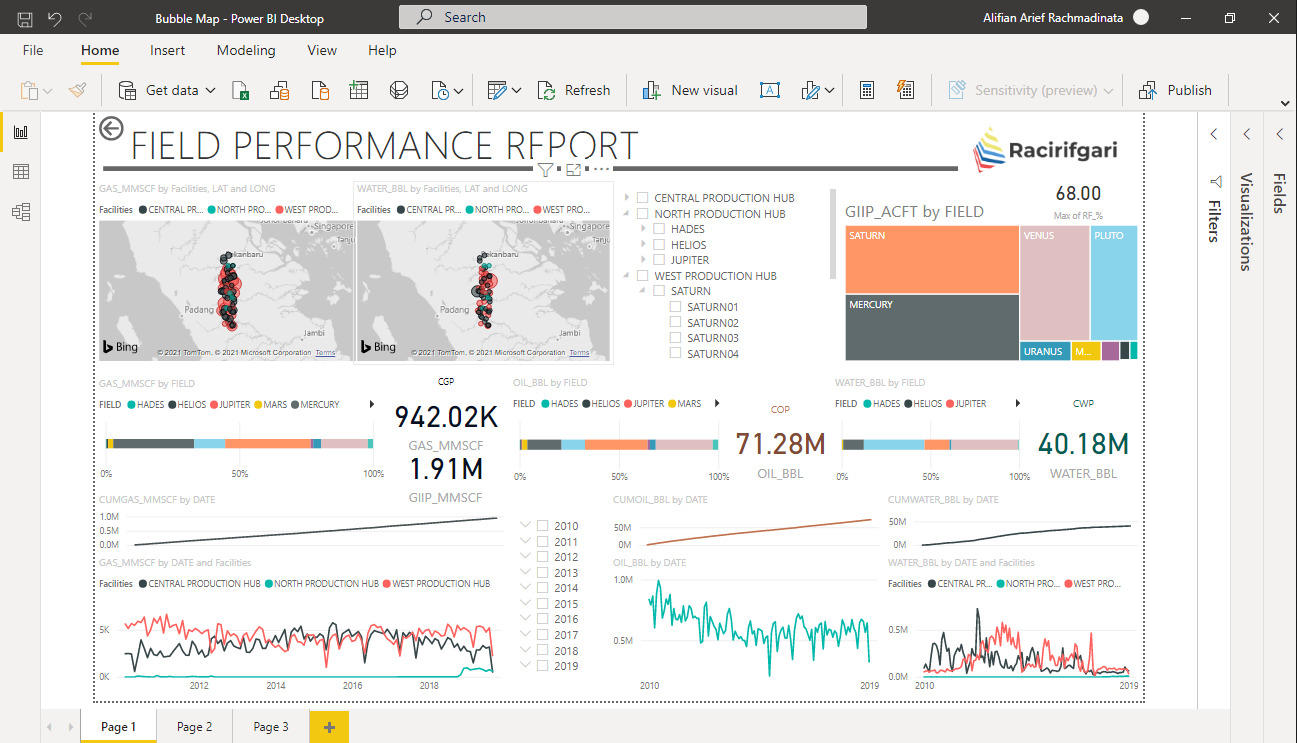 Bubble Map - Power BI Desktop
Search
Alifian Arief Rachmadinata
File Home Insert Modeling View Help
Get data
Refresh
New visual
Sensitivity (preview)
Publish
FIELD PERFORMANCE REPORT
Racirifgari
GAS_MMSCF by Facilities, LAT and LONG
Facilities CENTRAL PR... NORTH PRO... WEST PROD...
Singapore
Tanju
Padang
Jambi
Bing
© 2021 TomTom, © 2021 Microsoft Corporation Terms
WATER_BBL by Facilities, LAT and LONG
Facilities CENTRAL PR... NORTH PRO... WEST PRO...
Singapore
Tanju
Padang
Jambi
Bing
© 2021 TomTom, © 2021 Microsoft Corporation Terms
CENTRAL PRODUCTION HUB
NORTH PRODUCTION HUB
HADES
HELIOS
JUPITER
WEST PRODUCTION HUB
SATURN
SATURN01
SATURN02
SATURN03
SATURN04
68.00
Max of RF_%
GIIP_ACFT by FIELD
SATURN
VENUS
PLUTO
MERCURY
URANUS
M...
Filters
Visualizations
Fields
GAS_MMSCF by FIELD
FIELD HADES HELIOS JUPITER MARS MERCURY
0% 50% 100%
CGP
942.02K
GAS_MMSCF
1.91M
GIIP_MMSCF
OIL_BBL by FIELD
FIELD HADES HELIOS JUPITER MARS
0% 50% 100%
COP
71.28M
OIL_BBL
WATER_BBL by FIELD
FIELD HADES HELIOS JUPITER
0% 50% 100%
CWP
40.18M
WATER_BBL
CUMGAS_MMSCF by DATE
1.0M
0.5M
0.0M
GAS_MMSCF by DATE and Facilities
Facilities CENTRAL PRODUCTION HUB NORTH PRODUCTION HUB WEST PRODUCTION HUB
5K
0K
2012 2014 2016 2018
2010
2011
2012
2013
2014
2015
2016
2017
2018
2019
CUMOIL_BBL by DATE
50M
0M
OIL_BBL by DATE
1.0M
0.5M
2010 2019
CUMWATER_BBL by DATE
50M
0M
WATER_BBL by DATE and Facilities
Facilities CENTRAL PR... NORTH PRO... WEST PRO...
0.5M
0.0M
2010 2019
Page 1 Page 2 Page 3